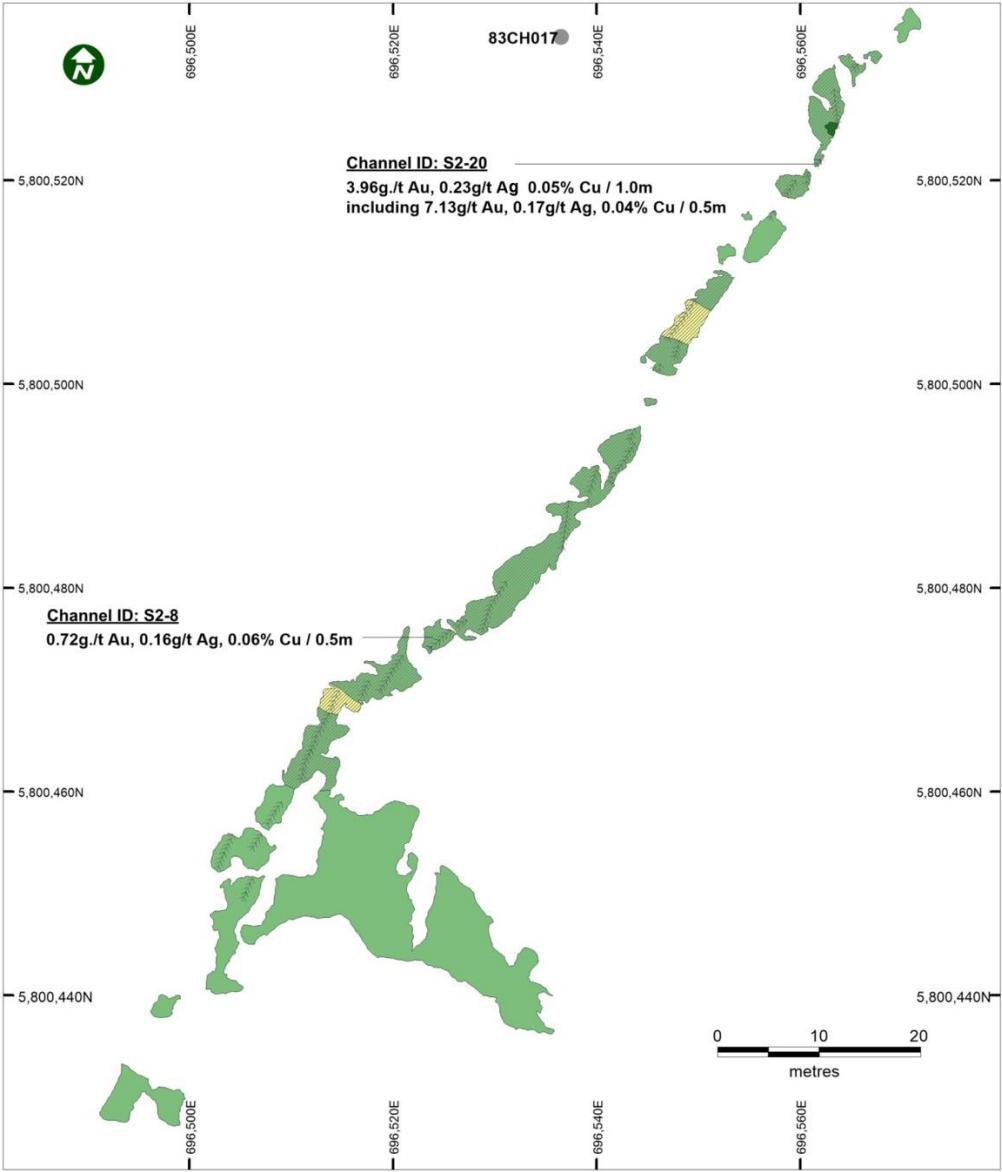 696,500E
696,520E
696,540E
696,560E
N
83CH017
Channel ID: S2-20
3.96g./t Au, 0.23g/t Ag 0.05% Cu / 1.0m
including 7.13g/t Au, 0.17g/t Ag, 0.04% Cu / 0.5m
5,800,520N
5,800,520N
5,800,500N
5,800,500N
5,800,480N
5,800,480N
Channel ID: S2-8
0.72g./t Au, 0.16g/t Ag, 0.06% Cu / 0.5m
5,800,460N
5,800,460N
5,800,440N
5,800,440N
0 10 20
metres
696,500E
696,520E
696,540E
696,560E